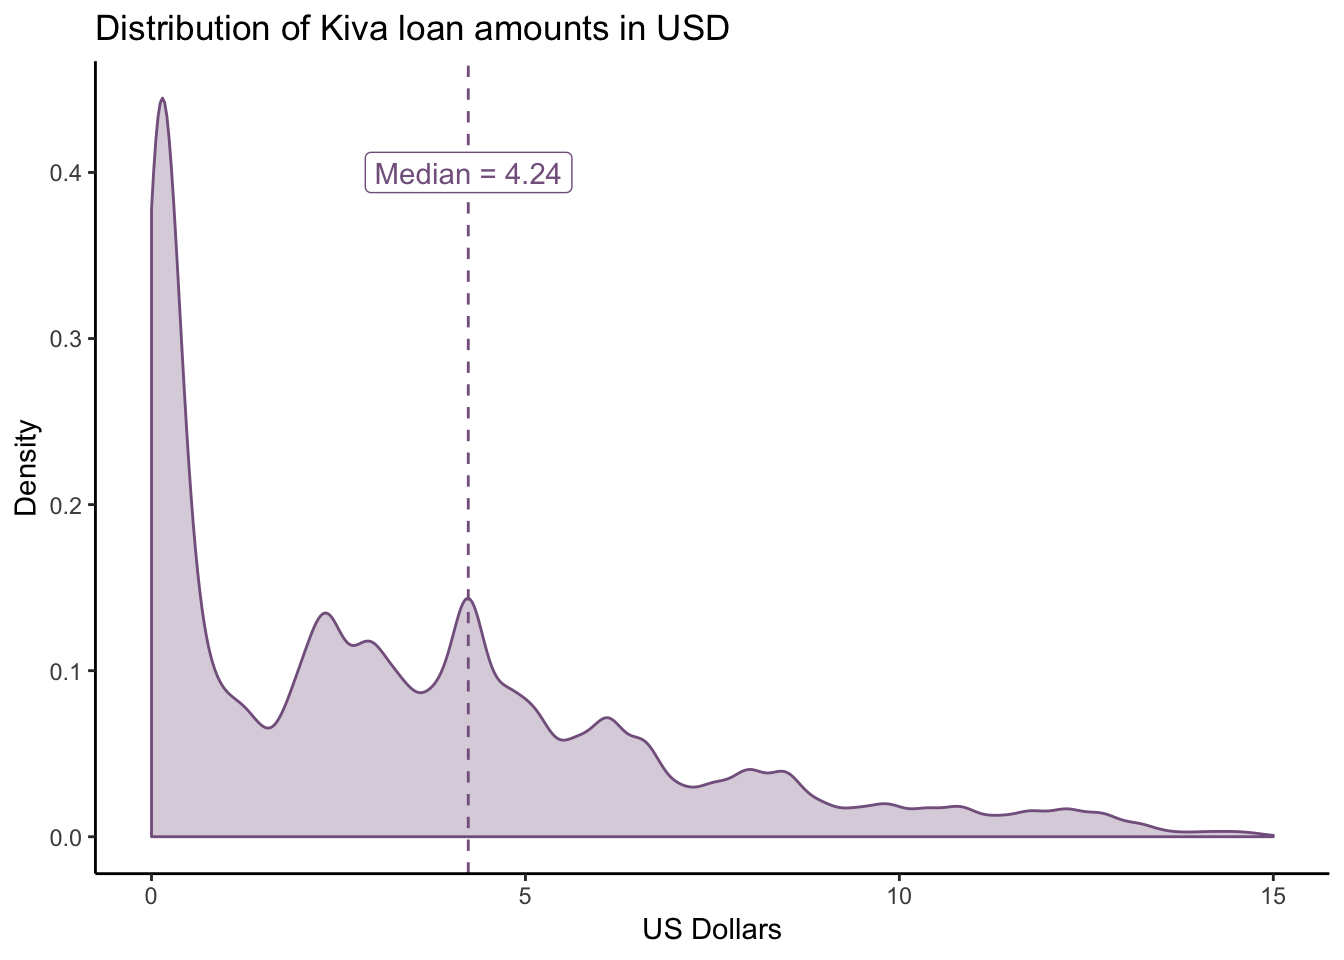 Distribution of Kiva loan amounts in USD
Median = 4.24
0.4
0.3
0.2
0.1
0.0
Density
0
5
10
15
US Dollars